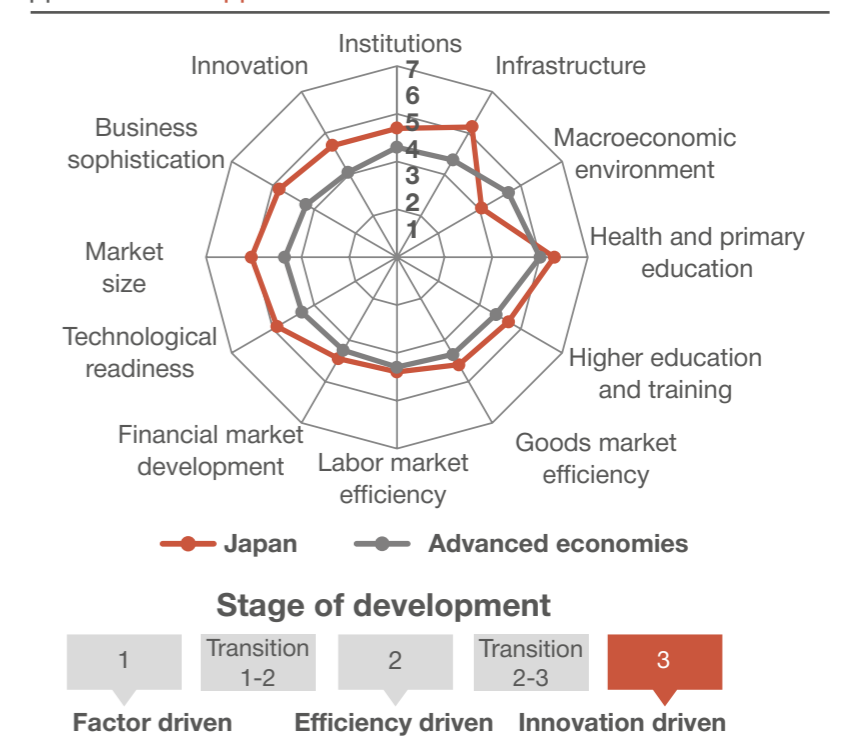 Institutions
Innovation
Infrastructure
7
6
5
4
3
2
1
Business
sophistication
Macroeconomic
environment
Market
size
Health and primary
education
Technological
readiness
Higher education
and training
Financial market
development
Labor market
efficiency
Goods market
efficiency
Japan
Advanced economies
Stage of development
1
Transition
1-2
2
Transition
2-3
3
Factor driven
Efficiency driven
Innovation driven